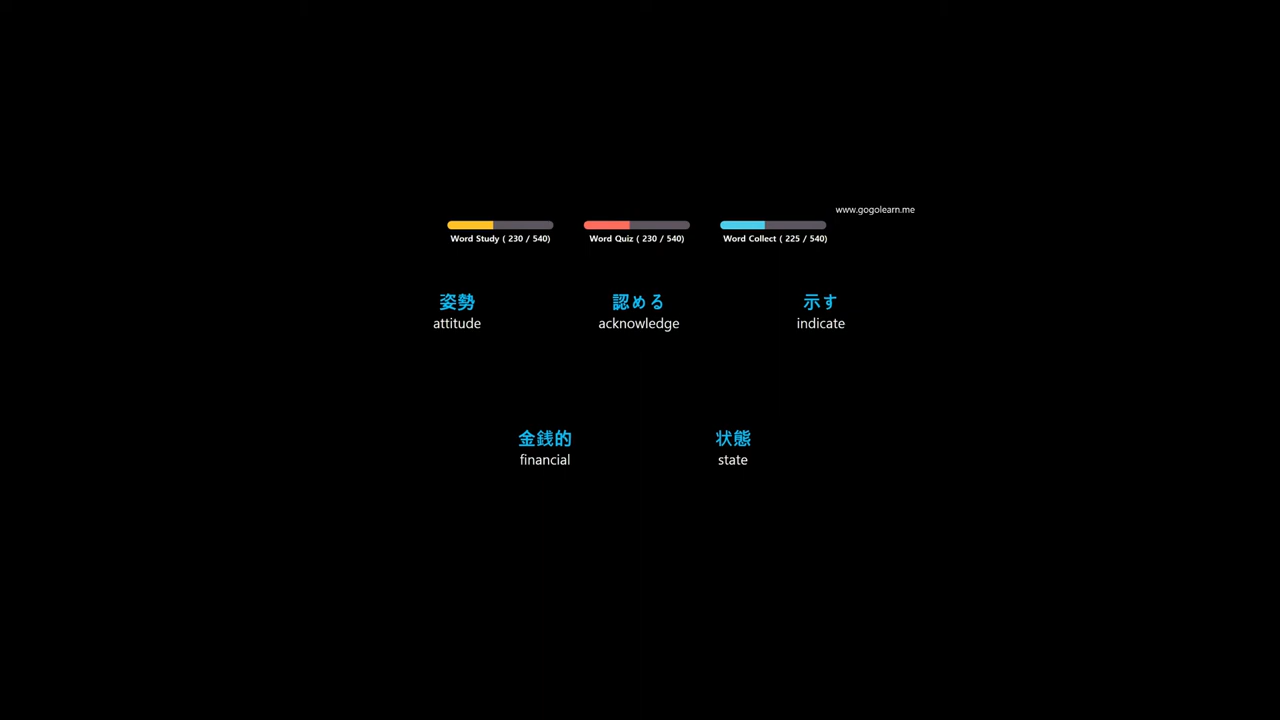 www.gogolearn.me
Word Study ( 230 / 540) Word Quiz ( 230 / 540) Word Collect ( 225 / 540)
姿勢 認める 示す
attitude acknowledge indicate
金銭的 状態
financial state